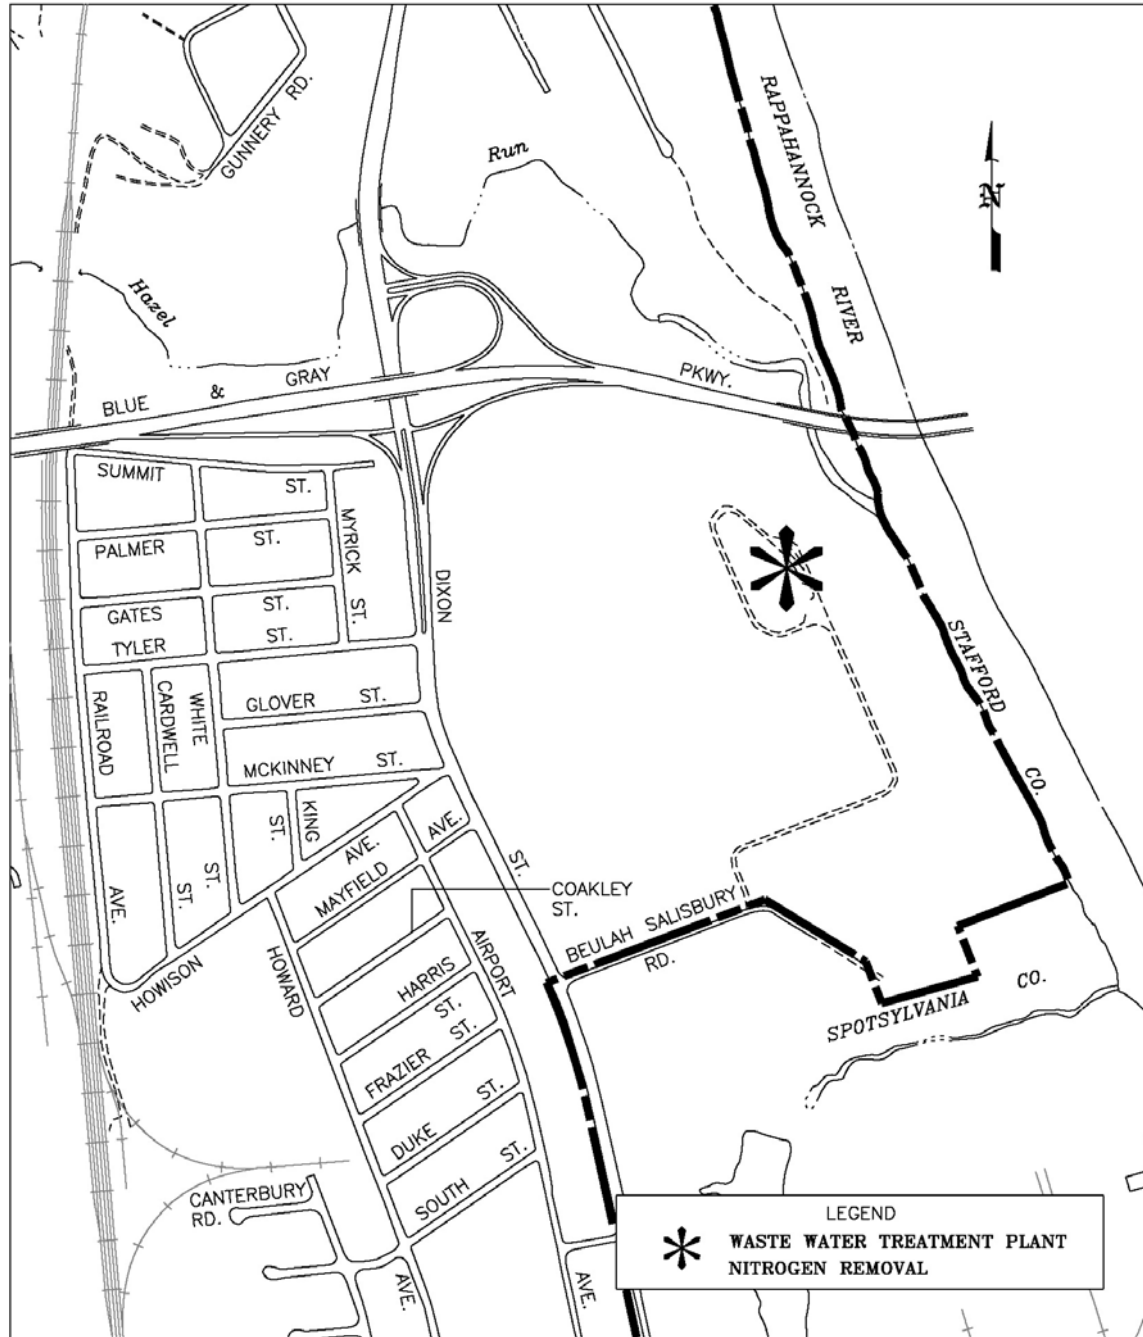 GUNNERY RD.
Run
RAPPAHANNOCK
RIVER
N
Hazel
BLUE & GRAY PKWY.
SUMMIT ST.
MYRICK ST.
PALMER ST.
DIXON ST.
GATES ST.
TYLER ST.
STAFFORD CO.
RAILROAD AVE.
CARDWELL ST.
WHITE ST.
GLOVER ST.
MCKINNEY ST.
KING ST.
MAYFIELD AVE.
AVE.
COAKLEY
ST.
BEULAH SALISBURY
RD.
HOWISON
HOWARD AVE.
HARRIS ST.
AIRPORT AVE.
SPOTSYLVANIA CO.
FRAZIER ST.
DUKE ST.
SOUTH ST.
CANTERBURY
RD.
LEGEND
WASTE WATER TREATMENT PLANT
NITROGEN REMOVAL